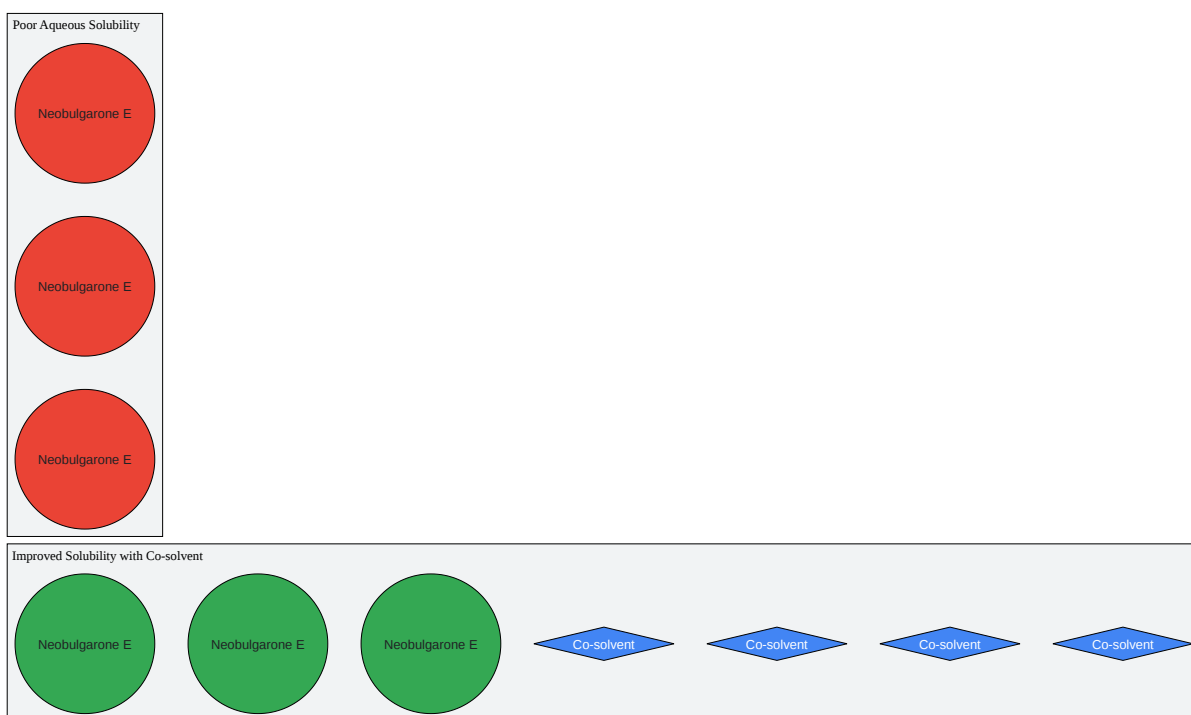 Poor Aqueous Solubility
Neobulgarone E
Neobulgarone E
Neobulgarone E
Improved Solubility with Co-solvent
Neobulgarone E
Neobulgarone E
Neobulgarone E
Co-solvent
Co-solvent
Co-solvent
Co-solvent